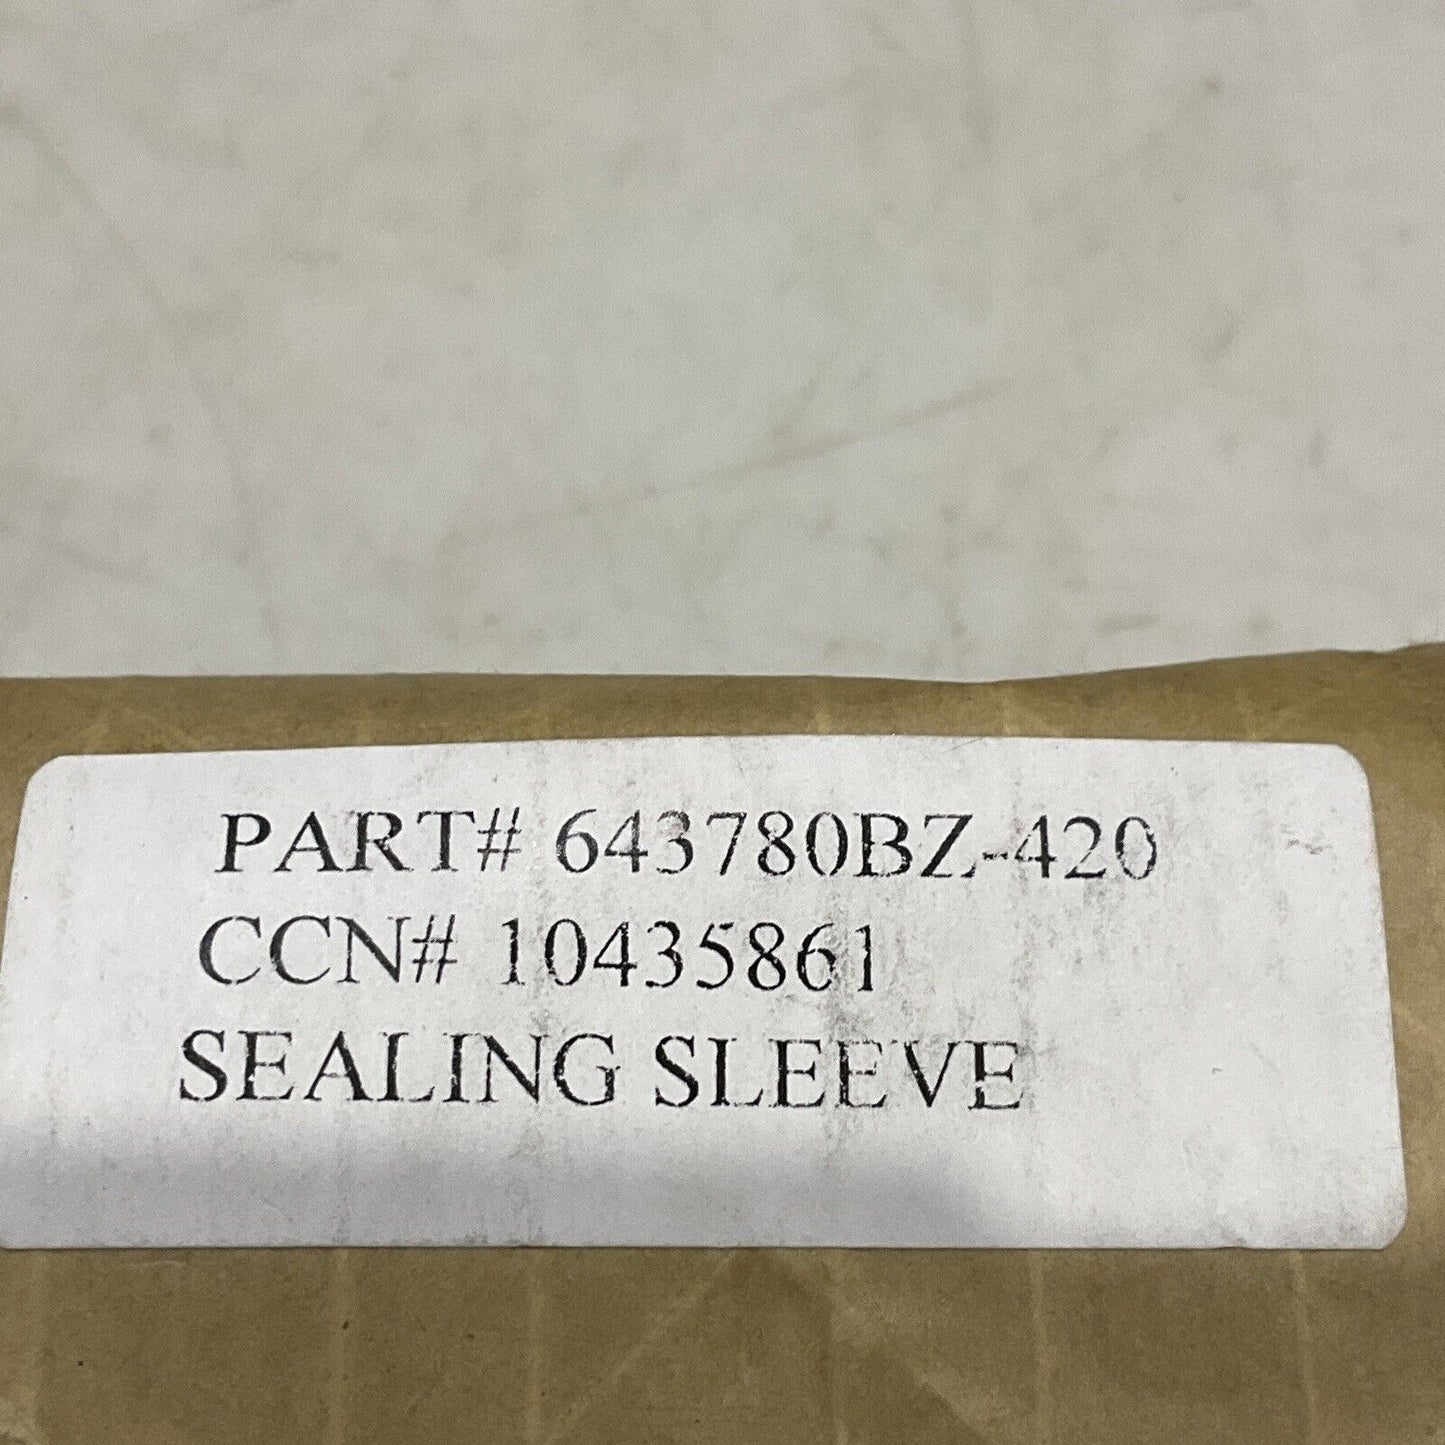 PART# 643780BZ-420
CCN# 10435861
SEALING SLEEVE